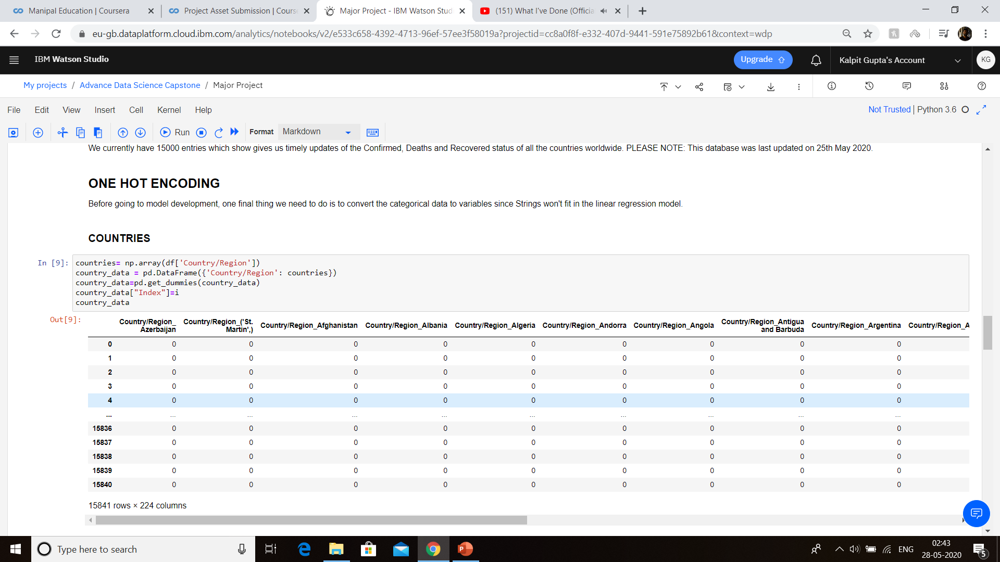 Manipal Education | Coursera
Project Asset Submission | Course
Major Project - IBM Watson Stud
(151) What I've Done (Officia
eu-gb.dataplatform.cloud.ibm.com/analytics/notebooks/v2/e533c658-4392-4713-96ef-57ee3f58019a?projectid=cc8a0f8f-e332-407d-9441-591e75892b61&context=wdp
IBM Watson Studio
Upgrade
Kalpit Gupta's Account
KG
My projects / Advance Data Science Capstone / Major Project
File Edit View Insert Cell Kernel Help
Not Trusted | Python 3.6
Run
Format
Markdown
We currently have 15000 entries which show gives us timely updates of the Confirmed, Deaths and Recovered status of all the countries worldwide. PLEASE NOTE: This database was last updated on 25th May 2020.
ONE HOT ENCODING
Before going to model development, one final thing we need to do is to convert the categorical data to variables since Strings won't fit in the linear regression model.
COUNTRIES
In [9]:
countries= np.array(df['Country/Region'])
country_data = pd.DataFrame({'Country/Region': countries})
country_data=pd.get_dummies(country_data)
country_data["Index"]=i
country_data
Out[9]:
Country/Region_ Azerbaijan Country/Region_('St. Martin',) Country/Region_Afghanistan Country/Region_Albania Country/Region_Algeria Country/Region_Andorra Country/Region_Angola Country/Region_Antigua and Barbuda Country/Region_Argentina Country/Region_A
0 0 0 0 0 0 0 0 0 0
1 0 0 0 0 0 0 0 0 0
2 0 0 0 0 0 0 0 0 0
3 0 0 0 0 0 0 0 0 0
4 0 0 0 0 0 0 0 0 0
... ... ... ... ... ... ... ... ... ...
15836 0 0 0 0 0 0 0 0 0
15837 0 0 0 0 0 0 0 0 0
15838 0 0 0 0 0 0 0 0 0
15839 0 0 0 0 0 0 0 0 0
15840 0 0 0 0 0 0 0 0 0
15841 rows × 224 columns
Type here to search
ENG
02:43
28-05-2020
5